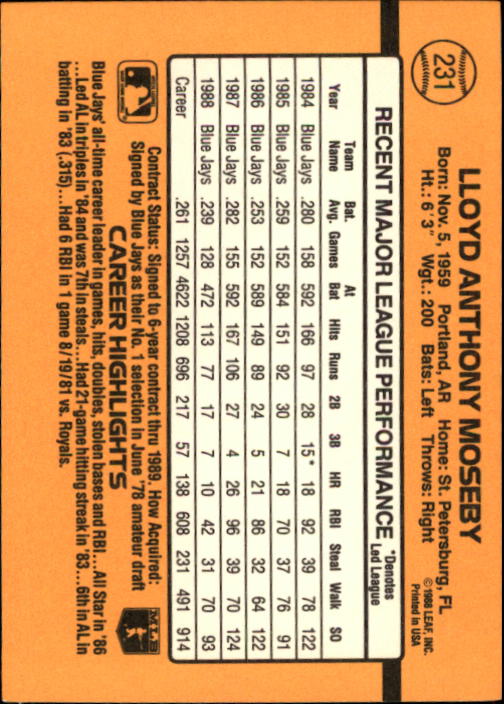 231
LLOYD ANTHONY MOSEBY
Born: Nov. 5, 1959 Portland, AR Home: St. Petersburg, FL
Ht.: 6'3" Wgt.: 200 Bats: Left Throws: Right
©1988 LEAF, INC.
Printed in USA
RECENT MAJOR LEAGUE PERFORMANCE
*Denotes
Led League
Year Team Name Bat. Avg. Games At Bat Hits Runs 2B 3B HR RBI Steal Walk SO
1984 Blue Jays .280 158 592 166 97 28 15* 18 92 39 78 122
1985 Blue Jays .259 152 584 151 92 30 7 18 70 37 76 91
1986 Blue Jays .253 152 589 149 89 24 5 21 86 32 64 122
1987 Blue Jays .282 155 592 167 106 27 4 26 96 39 70 124
1988 Blue Jays .239 128 472 113 77 17 7 10 42 31 70 93
Career .261 1257 4622 1208 696 217 57 138 608 231 491 914
Contract Status: Signed to 6-year contract thru 1989. How Acquired:
Signed by Blue Jays as their No. 1 selection in June '78 amateur draft
CAREER HIGHLIGHTS
MLB
Blue Jays' all-time career leader in games, hits, doubles, stolen bases and RBI...All Star in '86
...Led AL in triples in '84 and was 7th in steals...Had 21-game hitting streak in '83...6th in AL in
batting in '83 (.315)...Had 6 RBI in 1 game 8/19/81 vs. Royals.